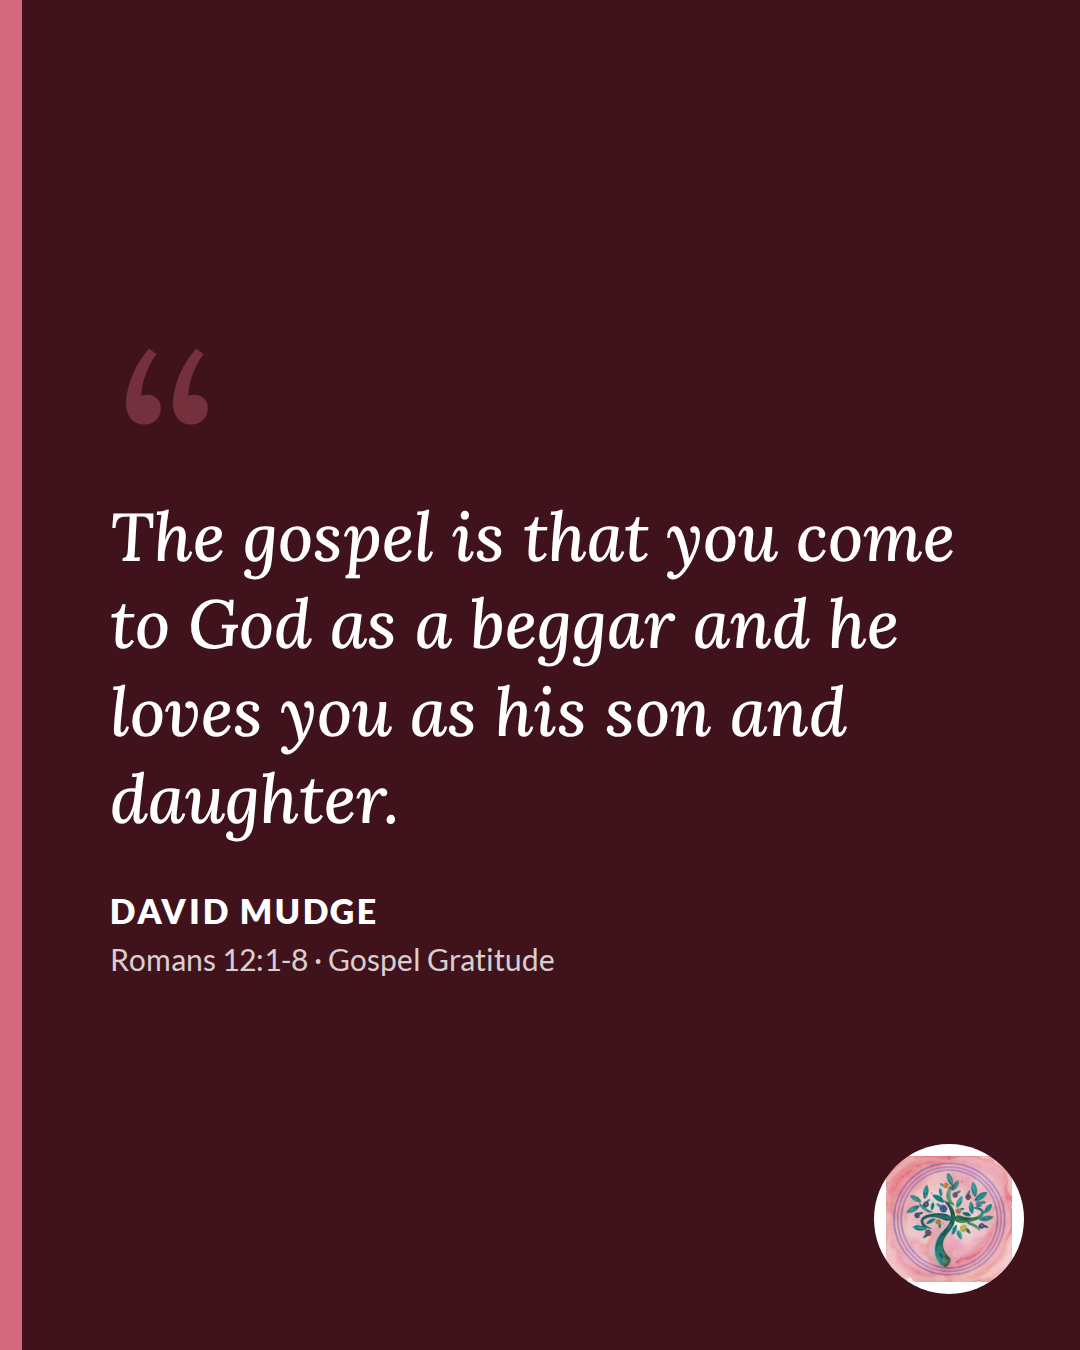 “
The gospel is that you come
to God as a beggar and he
loves you as his son and
daughter.
DAVID MUDGE
Romans 12:1-8 · Gospel Gratitude